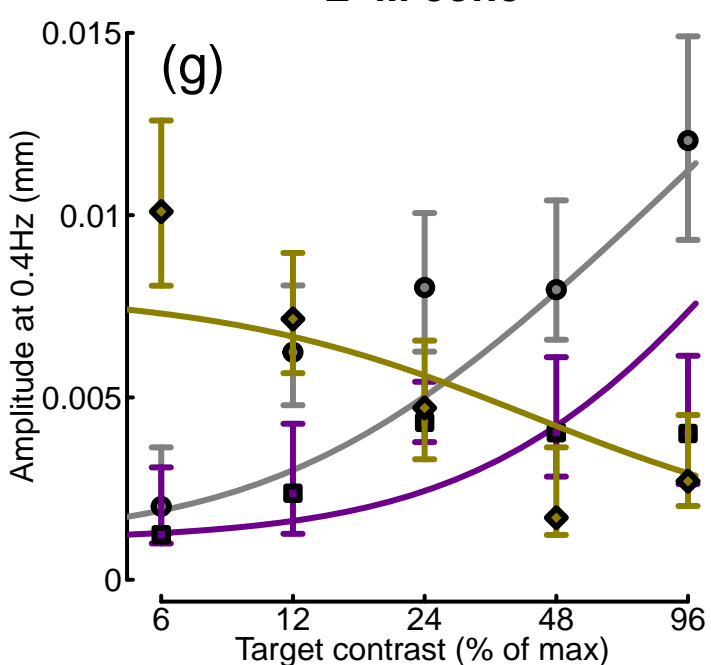 0.015
(g)
0.01
0.005
0
Amplitude at 0.4Hz (mm)
6 12 24 48 96
Target contrast (% of max)